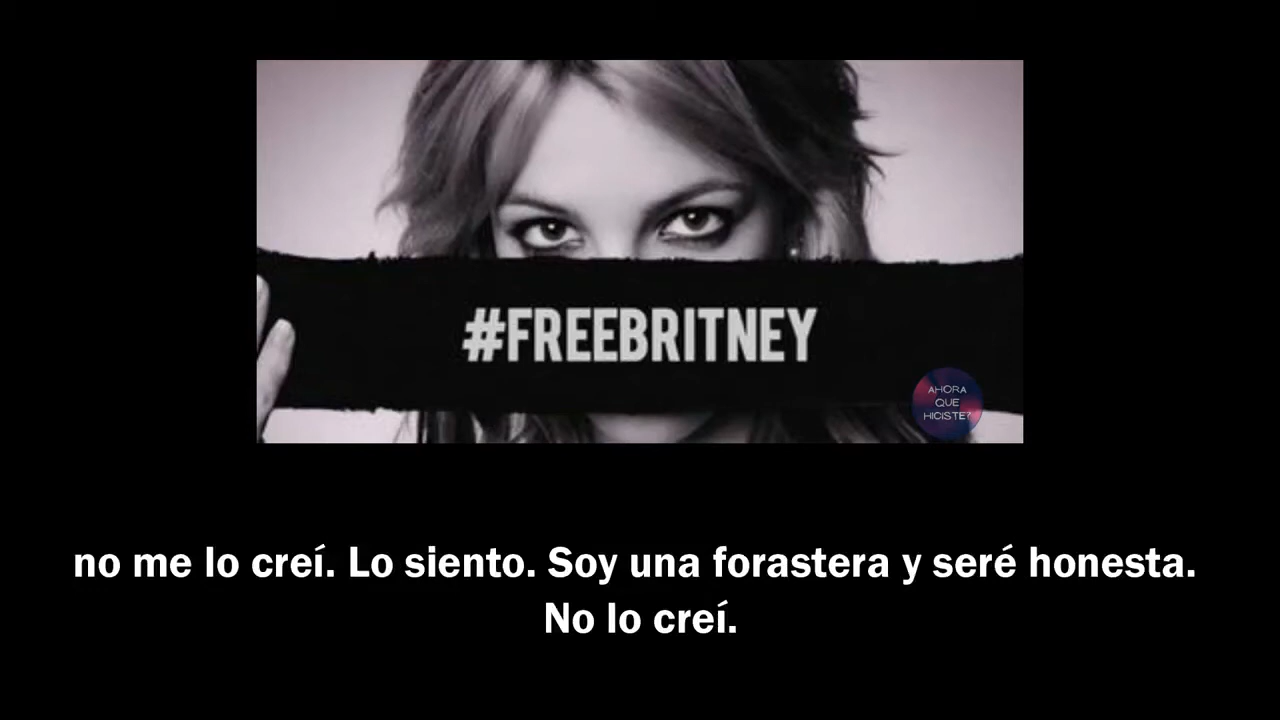 #FREEBRITNEY
AHORA
QUE
HICISTE?
no me lo creí. Lo siento. Soy una forastera y seré honesta.
No lo creí.